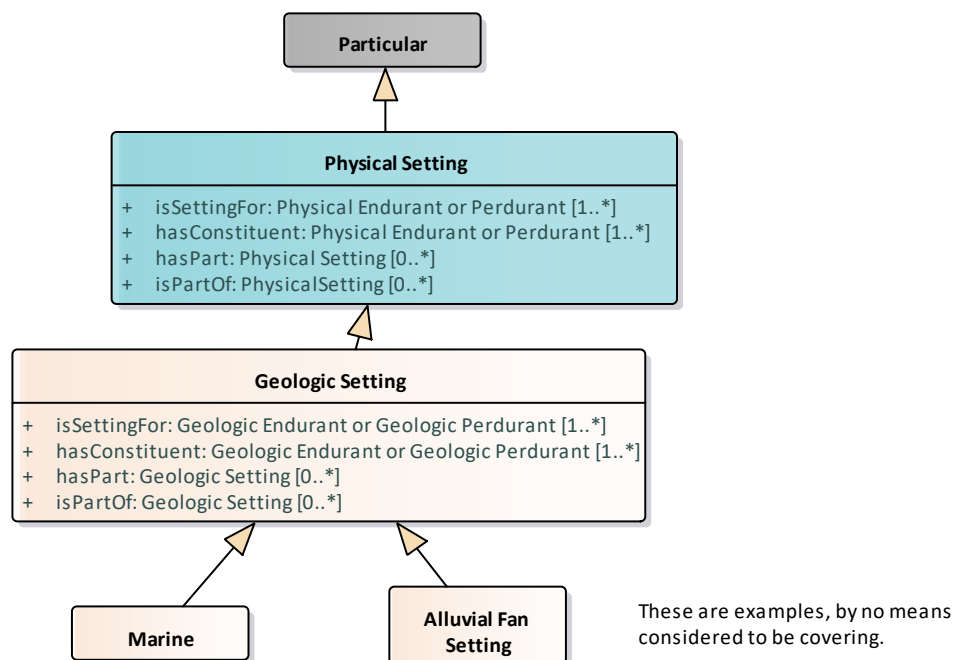 Particular
Physical Setting
+ isSettingFor: Physical Endurant or Perdurant [1..*]
+ hasConstituent: Physical Endurant or Perdurant [1..*]
+ hasPart: Physical Setting [0..*]
+ isPartOf: PhysicalSetting [0..*]
Geologic Setting
+ isSettingFor: Geologic Endurant or Geologic Perdurant [1..*]
+ hasConstituent: Geologic Endurant or Geologic Perdurant [1..*]
+ hasPart: Geologic Setting [0..*]
+ isPartOf: Geologic Setting [0..*]
Marine
Alluvial Fan
Setting
These are examples, by no means
considered to be covering.